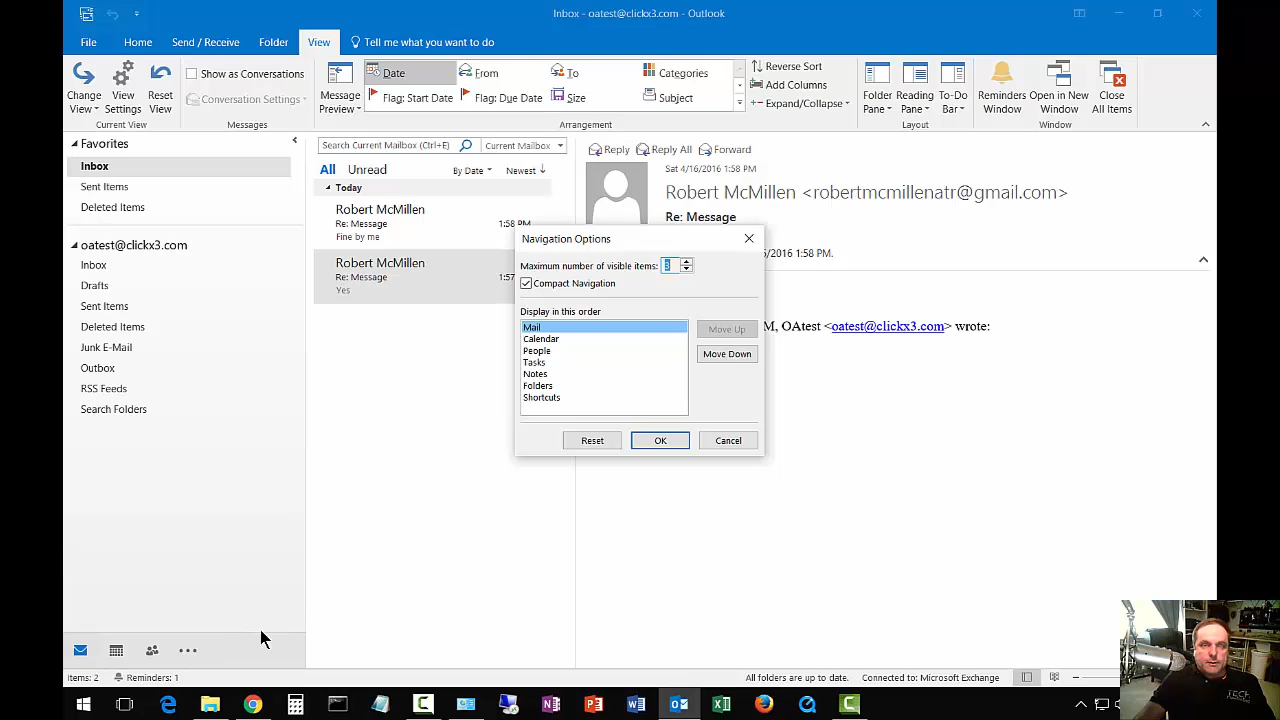 Inbox - oatest@clickx3.com - Outlook
File Home Send / Receive Folder View Tell me what you want to do
Change View
View Settings
Reset View
Current View
Show as Conversations
Conversation Settings
Messages
Message Preview
Date From To Categories
Flag: Start Date Flag: Due Date Size Subject
Arrangement
Reverse Sort
Add Columns
Expand/Collapse
Folder Pane
Reading Pane
To-Do Bar
Layout
Reminders Window
Open in New Window
Close All Items
Window
Favorites
Inbox
Sent Items
Deleted Items
oatest@clickx3.com
Inbox
Drafts
Sent Items
Deleted Items
Junk E-Mail
Outbox
RSS Feeds
Search Folders
Search Current Mailbox (Ctrl+E) Current Mailbox
All Unread By Date Newest
Today
Robert McMillen
Re: Message 1:58 PM
Fine by me
Robert McMillen
Re: Message 1:57
Yes
Reply Reply All Forward
Sat 4/16/2016 1:58 PM
Robert McMillen <robertmcmillenatr@gmail.com>
Re: Message
/2016 1:58 PM.
M, OAtest <oatest@clickx3.com> wrote:
Navigation Options
Maximum number of visible items: 3
Compact Navigation
Display in this order
Mail
Calendar
People
Tasks
Notes
Folders
Shortcuts
Move Up
Move Down
Reset OK Cancel
Items: 2 Reminders: 1 All folders are up to date. Connected to: Microsoft Exchange